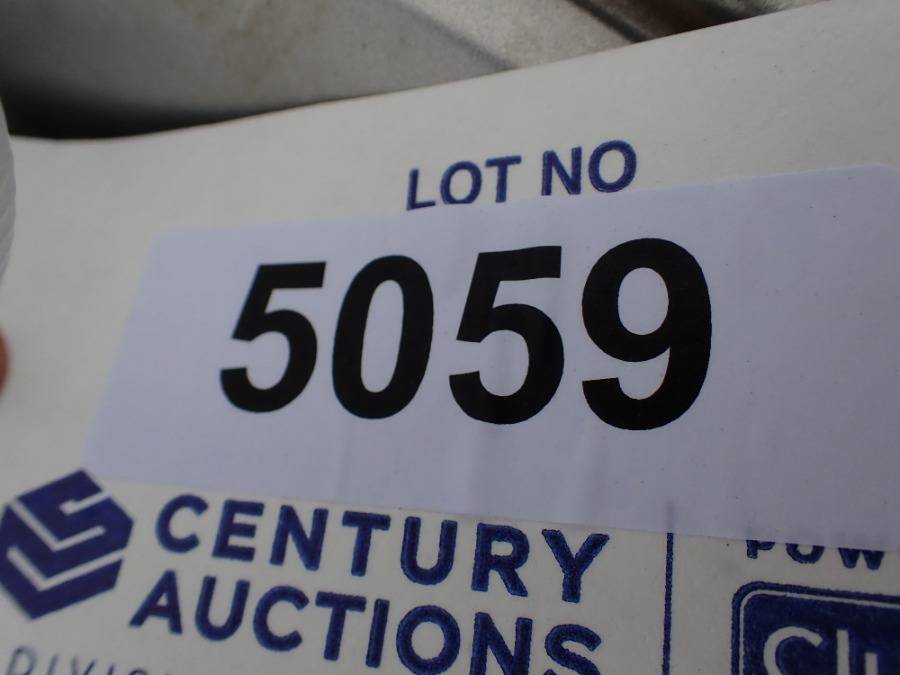 LOT NO
5059
CENTURY
AUCTIONS